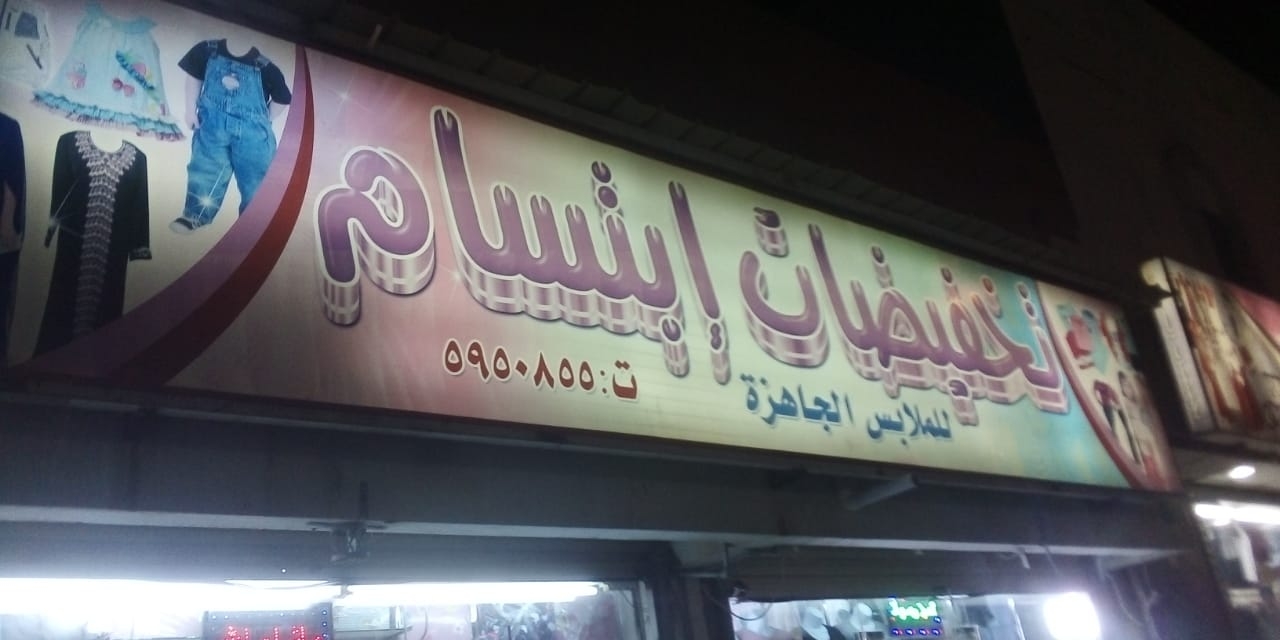 تخفيضات إبتسام
للملابس الجاهزة
ت: ٥٩٥٠٨٥٥